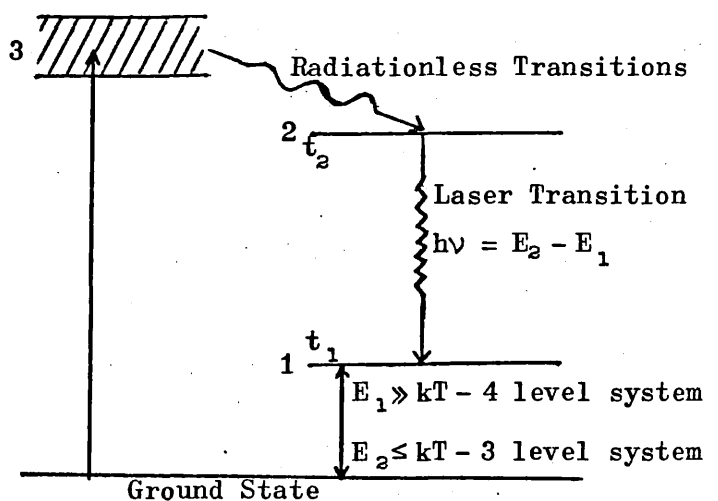 3
Radiationless Transitions
2 t₂
Laser Transition
hν = E₂ − E₁
t₁
1
E₁ ≫ kT − 4 level system
E₂ ≤ kT − 3 level system
Ground State